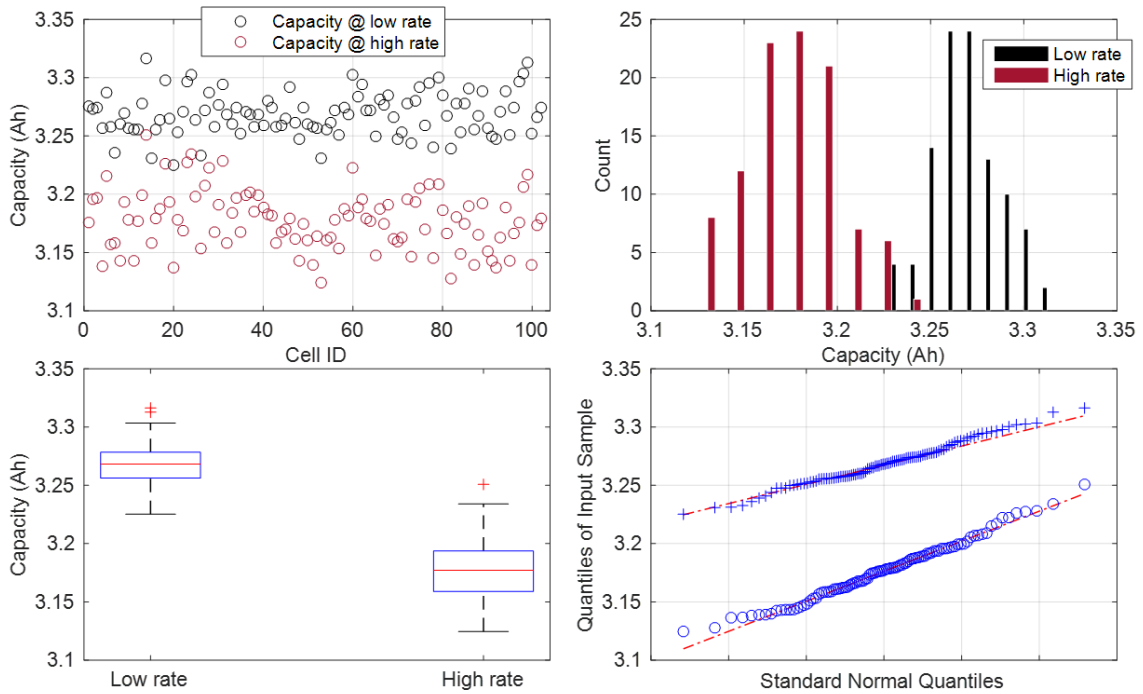 3.35
3.3
3.25
3.2
3.15
3.1
Capacity (Ah)
Capacity @ low rate
Capacity @ high rate
0
20
40
60
80
100
Cell ID
25
20
15
10
5
0
Count
Low rate
High rate
3.1
3.15
3.2
3.25
3.3
3.35
Capacity (Ah)
3.35
3.3
3.25
3.2
3.15
3.1
Capacity (Ah)
Low rate
High rate
3.35
3.3
3.25
3.2
3.15
3.1
Quantiles of Input Sample
Standard Normal Quantiles